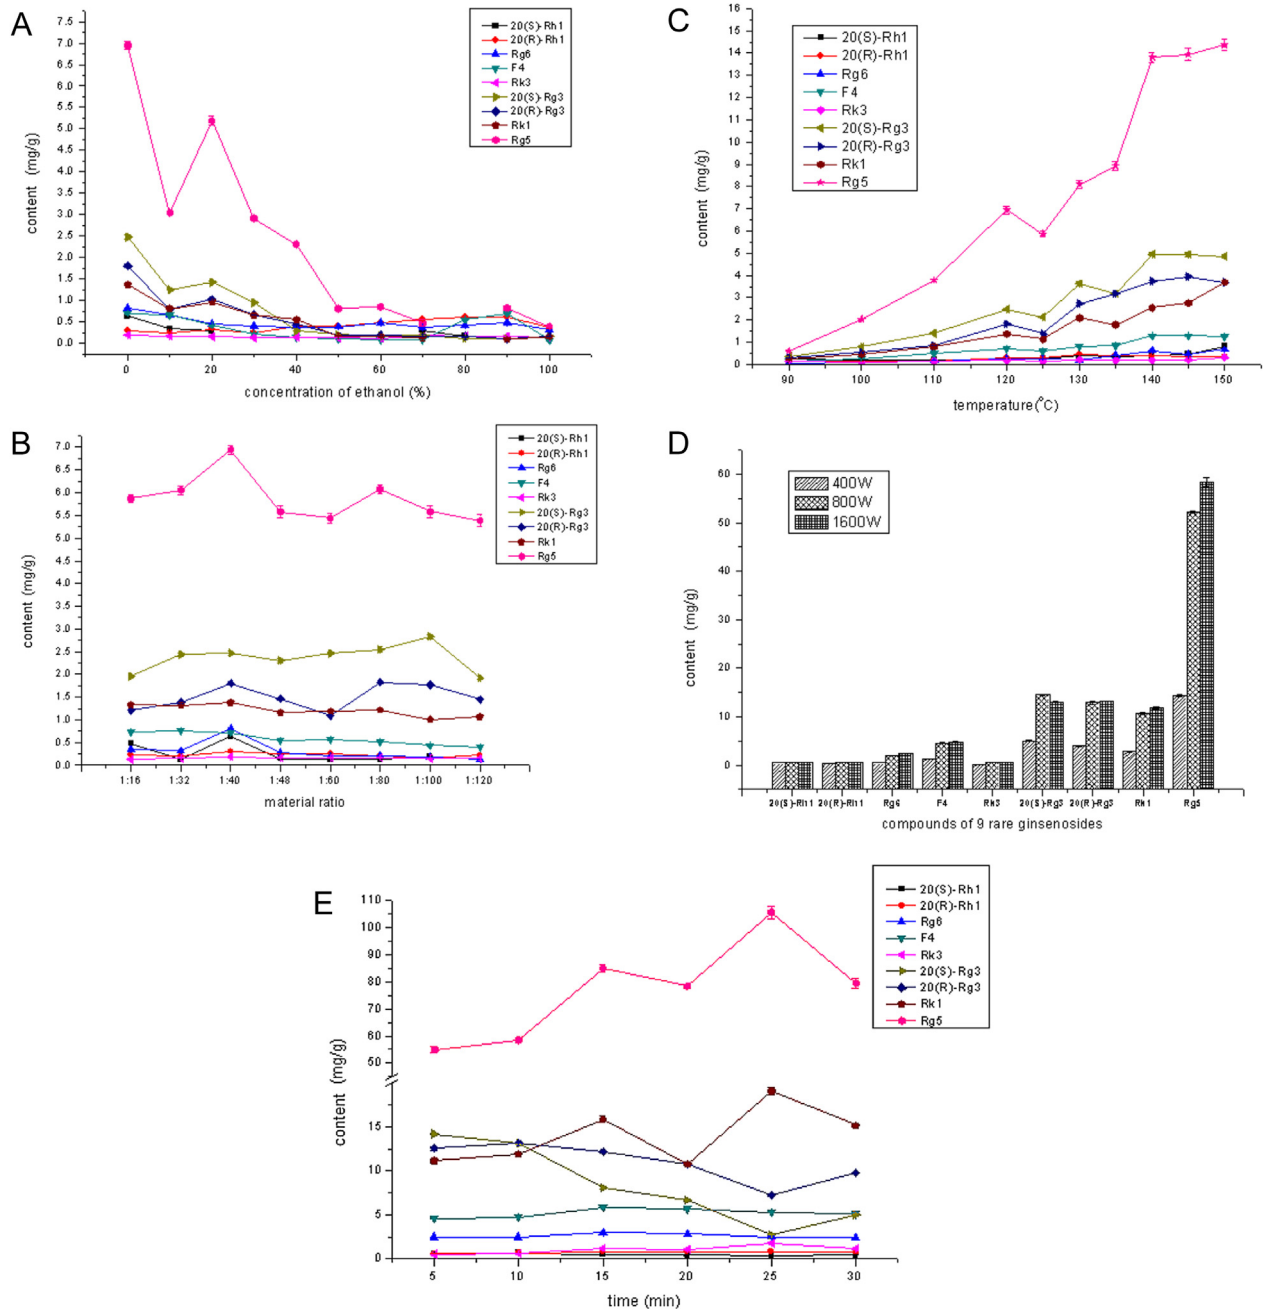 A
7.5
7.0
6.5
6.0
5.5
5.0
4.5
4.0
3.5
3.0
2.5
2.0
1.5
1.0
0.5
0.0
content (mg/g)
0 20 40 60 80 100
concentration of ethanol (%)
20(S)-Rh1
20(R)-Rh1
Rg6
F4
Rk3
20(S)-Rg3
20(R)-Rg3
Rk1
Rg5
C
16
15
14
13
12
11
10
9
8
7
6
5
4
3
2
1
0
content (mg/g)
90 100 110 120 130 140 150
temperature(°C)
20(S)-Rh1
20(R)-Rh1
Rg6
F4
Rk3
20(S)-Rg3
20(R)-Rg3
Rk1
Rg5
B
7.0
6.5
6.0
5.5
5.0
4.5
4.0
3.5
3.0
2.5
2.0
1.5
1.0
0.5
0.0
content (mg/g)
1:16 1:32 1:40 1:48 1:60 1:80 1:100 1:120
material ratio
20(S)-Rh1
20(R)-Rh1
Rg6
F4
Rk3
20(S)-Rg3
20(R)-Rg3
Rk1
Rg5
D
60
50
40
30
20
10
0
content (mg/g)
400W
800W
1600W
20(S)-Rh1 20(R)-Rh1 Rg6 F4 Rk3 20(S)-Rg3 20(R)-Rg3 Rk1 Rg5
compounds of 9 rare ginsenosides
E
110
100
90
80
70
60
50
15
10
5
0
content (mg/g)
5 10 15 20 25 30
time (min)
20(S)-Rh1
20(R)-Rh1
Rg6
F4
Rk3
20(S)-Rg3
20(R)-Rg3
Rk1
Rg5